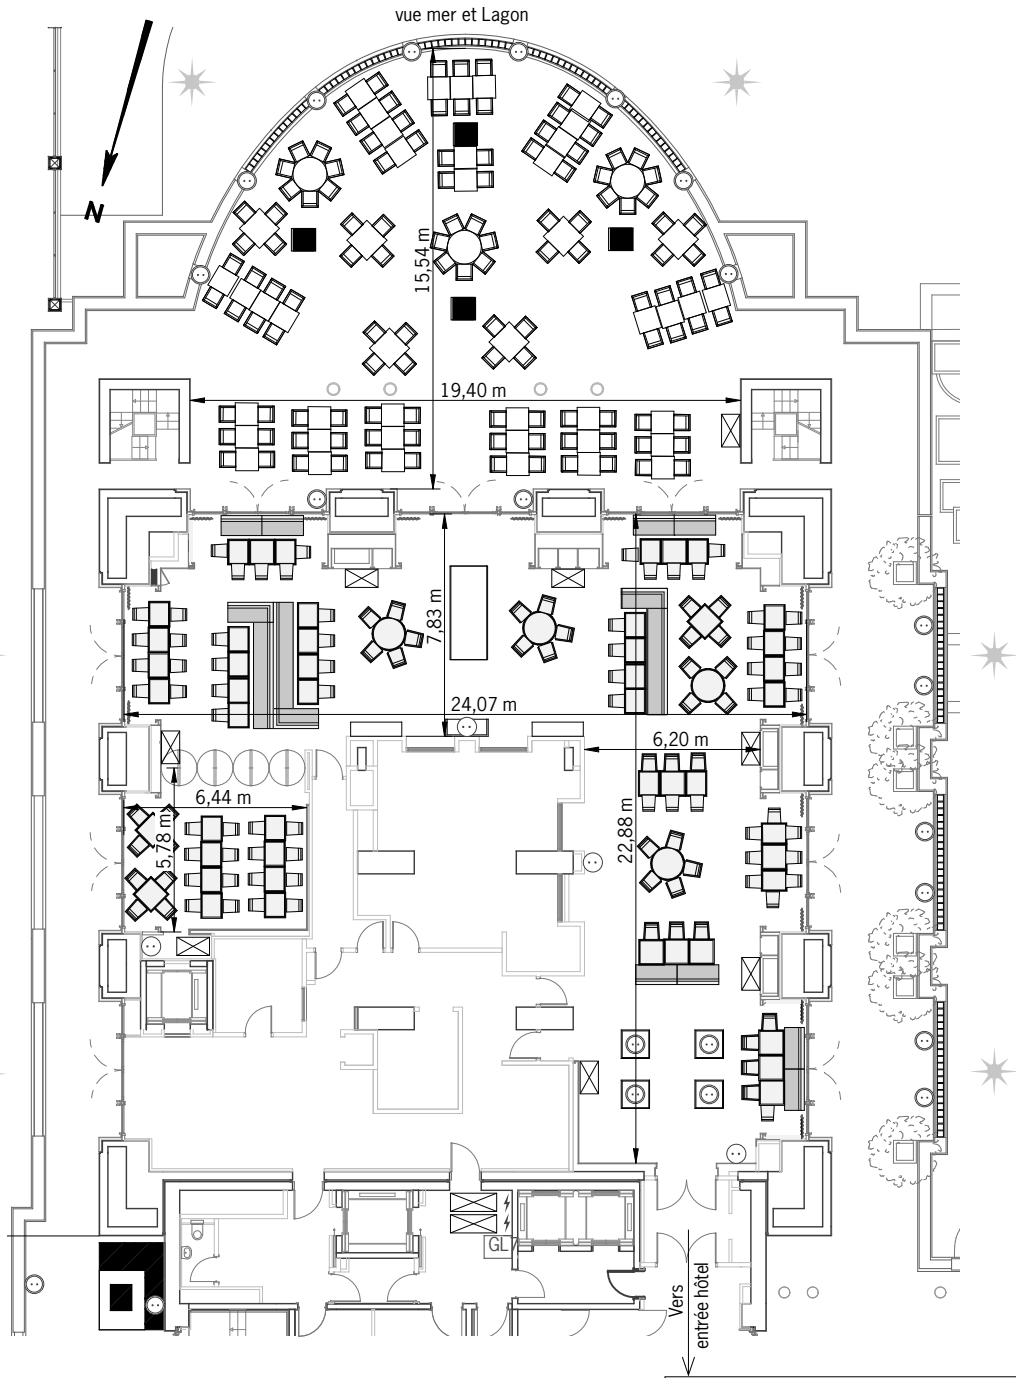 vue mer et Lagon
N
15,54 m
19,40 m
7,83 m
24,07 m
6,20 m
6,44 m
5,78 m
22,88 m
GL
Vers
entrée hôtel